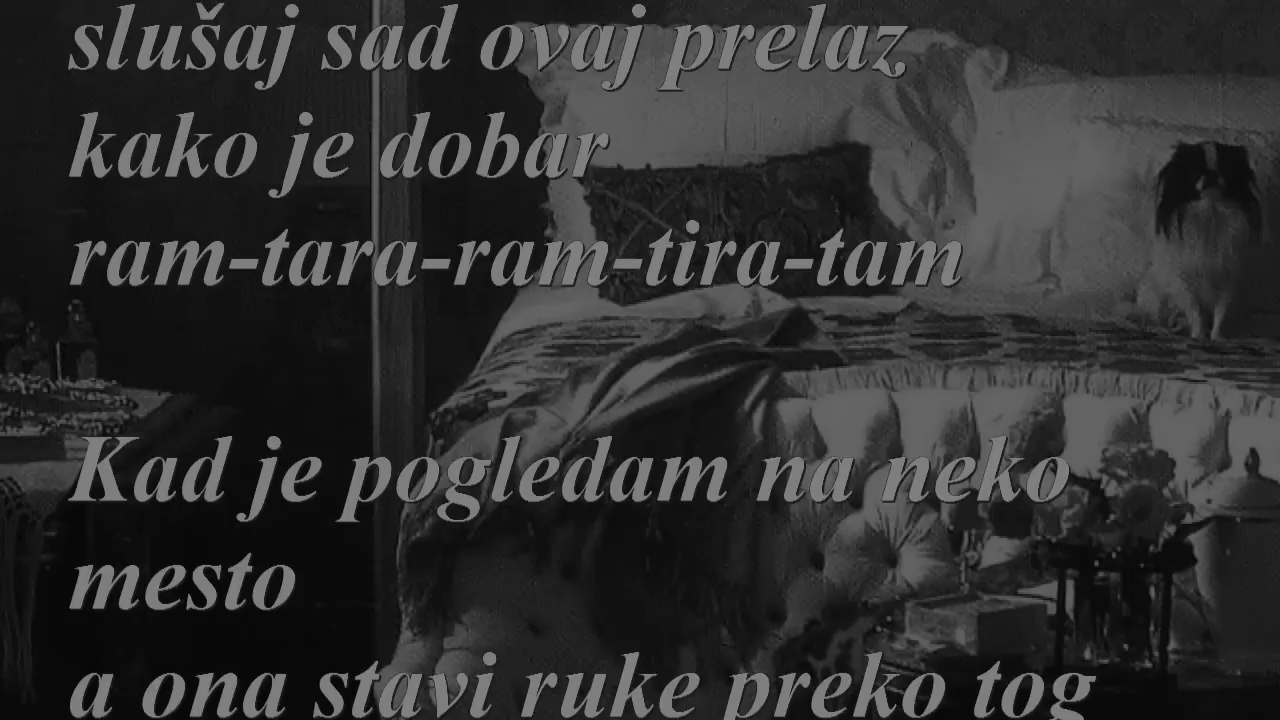 slušaj sad ovaj prelaz
kako je dobar
ram-tara-ram-tira-tam
Kad je pogledam na neko
mesto
a ona stavi ruke preko tog